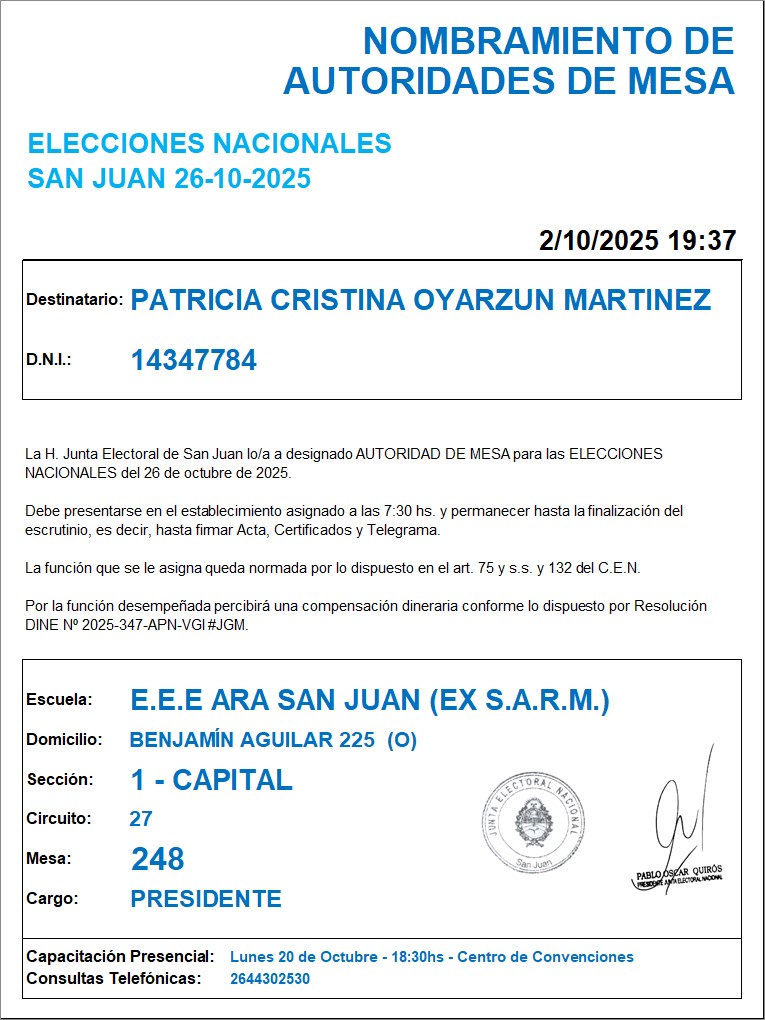 NOMBRAMIENTO DE
AUTORIDADES DE MESA
ELECCIONES NACIONALES
SAN JUAN 26-10-2025
2/10/2025 19:37
Destinatario: PATRICIA CRISTINA OYARZUN MARTINEZ
D.N.I.: 14347784
La H. Junta Electoral de San Juan lo/a a designado AUTORIDAD DE MESA para las ELECCIONES
NACIONALES del 26 de octubre de 2025.
Debe presentarse en el establecimiento asignado a las 7:30 hs. y permanecer hasta la finalización del
escrutinio, es decir, hasta firmar Acta, Certificados y Telegrama.
La función que se le asigna queda normada por lo dispuesto en el art. 75 y s.s. y 132 del C.E.N.
Por la función desempeñada percibirá una compensación dineraria conforme lo dispuesto por Resolución
DINE Nº 2025-347-APN-VGI#JGM.
Escuela: E.E.E ARA SAN JUAN (EX S.A.R.M.)
Domicilio: BENJAMÍN AGUILAR 225 (O)
Sección: 1 - CAPITAL
Circuito: 27
Mesa: 248
Cargo: PRESIDENTE
JUNTA ELECTORAL NACIONAL
San Juan
PABLO OSCAR QUIRÓS
PRESIDENTE JUNTA ELECTORAL NACIONAL
Capacitación Presencial: Lunes 20 de Octubre - 18:30hs - Centro de Convenciones
Consultas Telefónicas: 2644302530